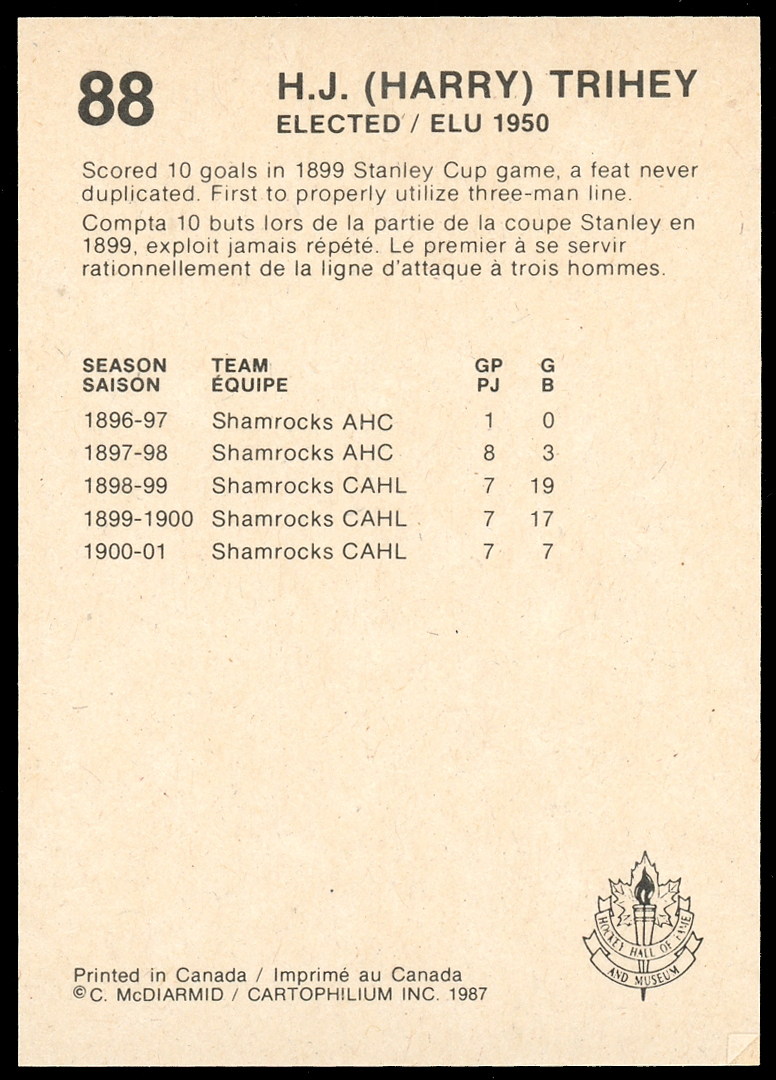 88
H.J. (HARRY) TRIHEY
ELECTED / ELU 1950
Scored 10 goals in 1899 Stanley Cup game, a feat never
duplicated. First to properly utilize three-man line.
Compta 10 buts lors de la partie de la coupe Stanley en
1899, exploit jamais répété. Le premier à se servir
rationnellement de la ligne d'attaque à trois hommes.
SEASON TEAM GP G
SAISON ÉQUIPE PJ B
1896-97 Shamrocks AHC 1 0
1897-98 Shamrocks AHC 8 3
1898-99 Shamrocks CAHL 7 19
1899-1900 Shamrocks CAHL 7 17
1900-01 Shamrocks CAHL 7 7
HOCKEY HALL OF FAME
AND MUSEUM
Printed in Canada / Imprimé au Canada
© C. McDIARMID / CARTOPHILIUM INC. 1987